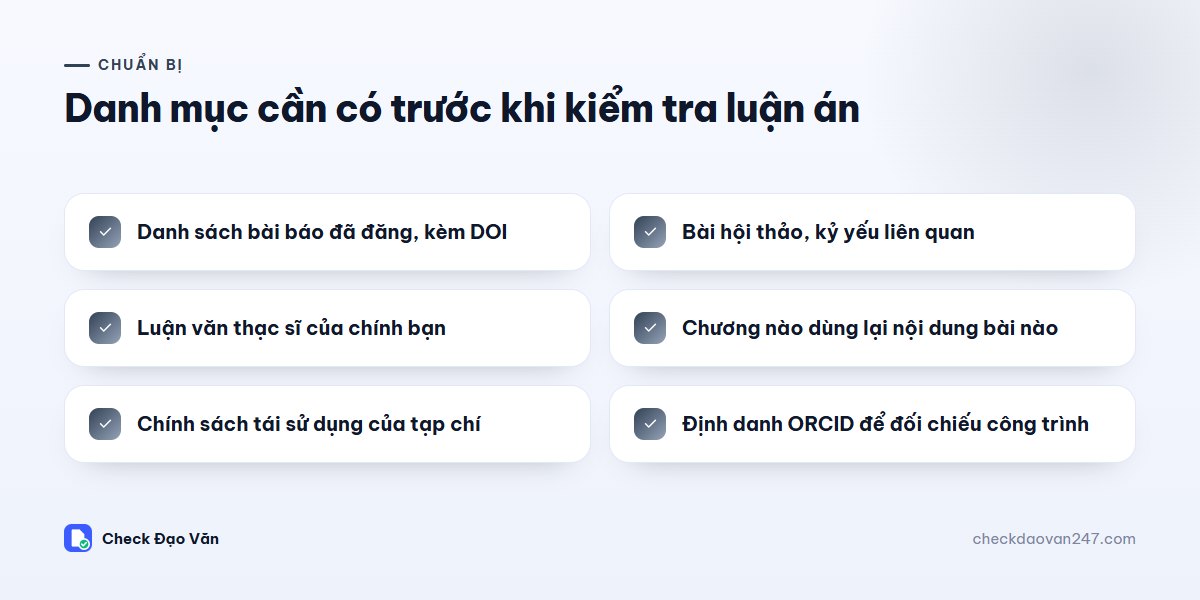 CHUẨN BỊ
Danh mục cần có trước khi kiểm tra luận án
Danh sách bài báo đã đăng, kèm DOI
Bài hội thảo, kỷ yếu liên quan
Luận văn thạc sĩ của chính bạn
Chương nào dùng lại nội dung bài nào
Chính sách tái sử dụng của tạp chí
Định danh ORCID để đối chiếu công trình
Check Đạo Văn
checkdaovan247.com